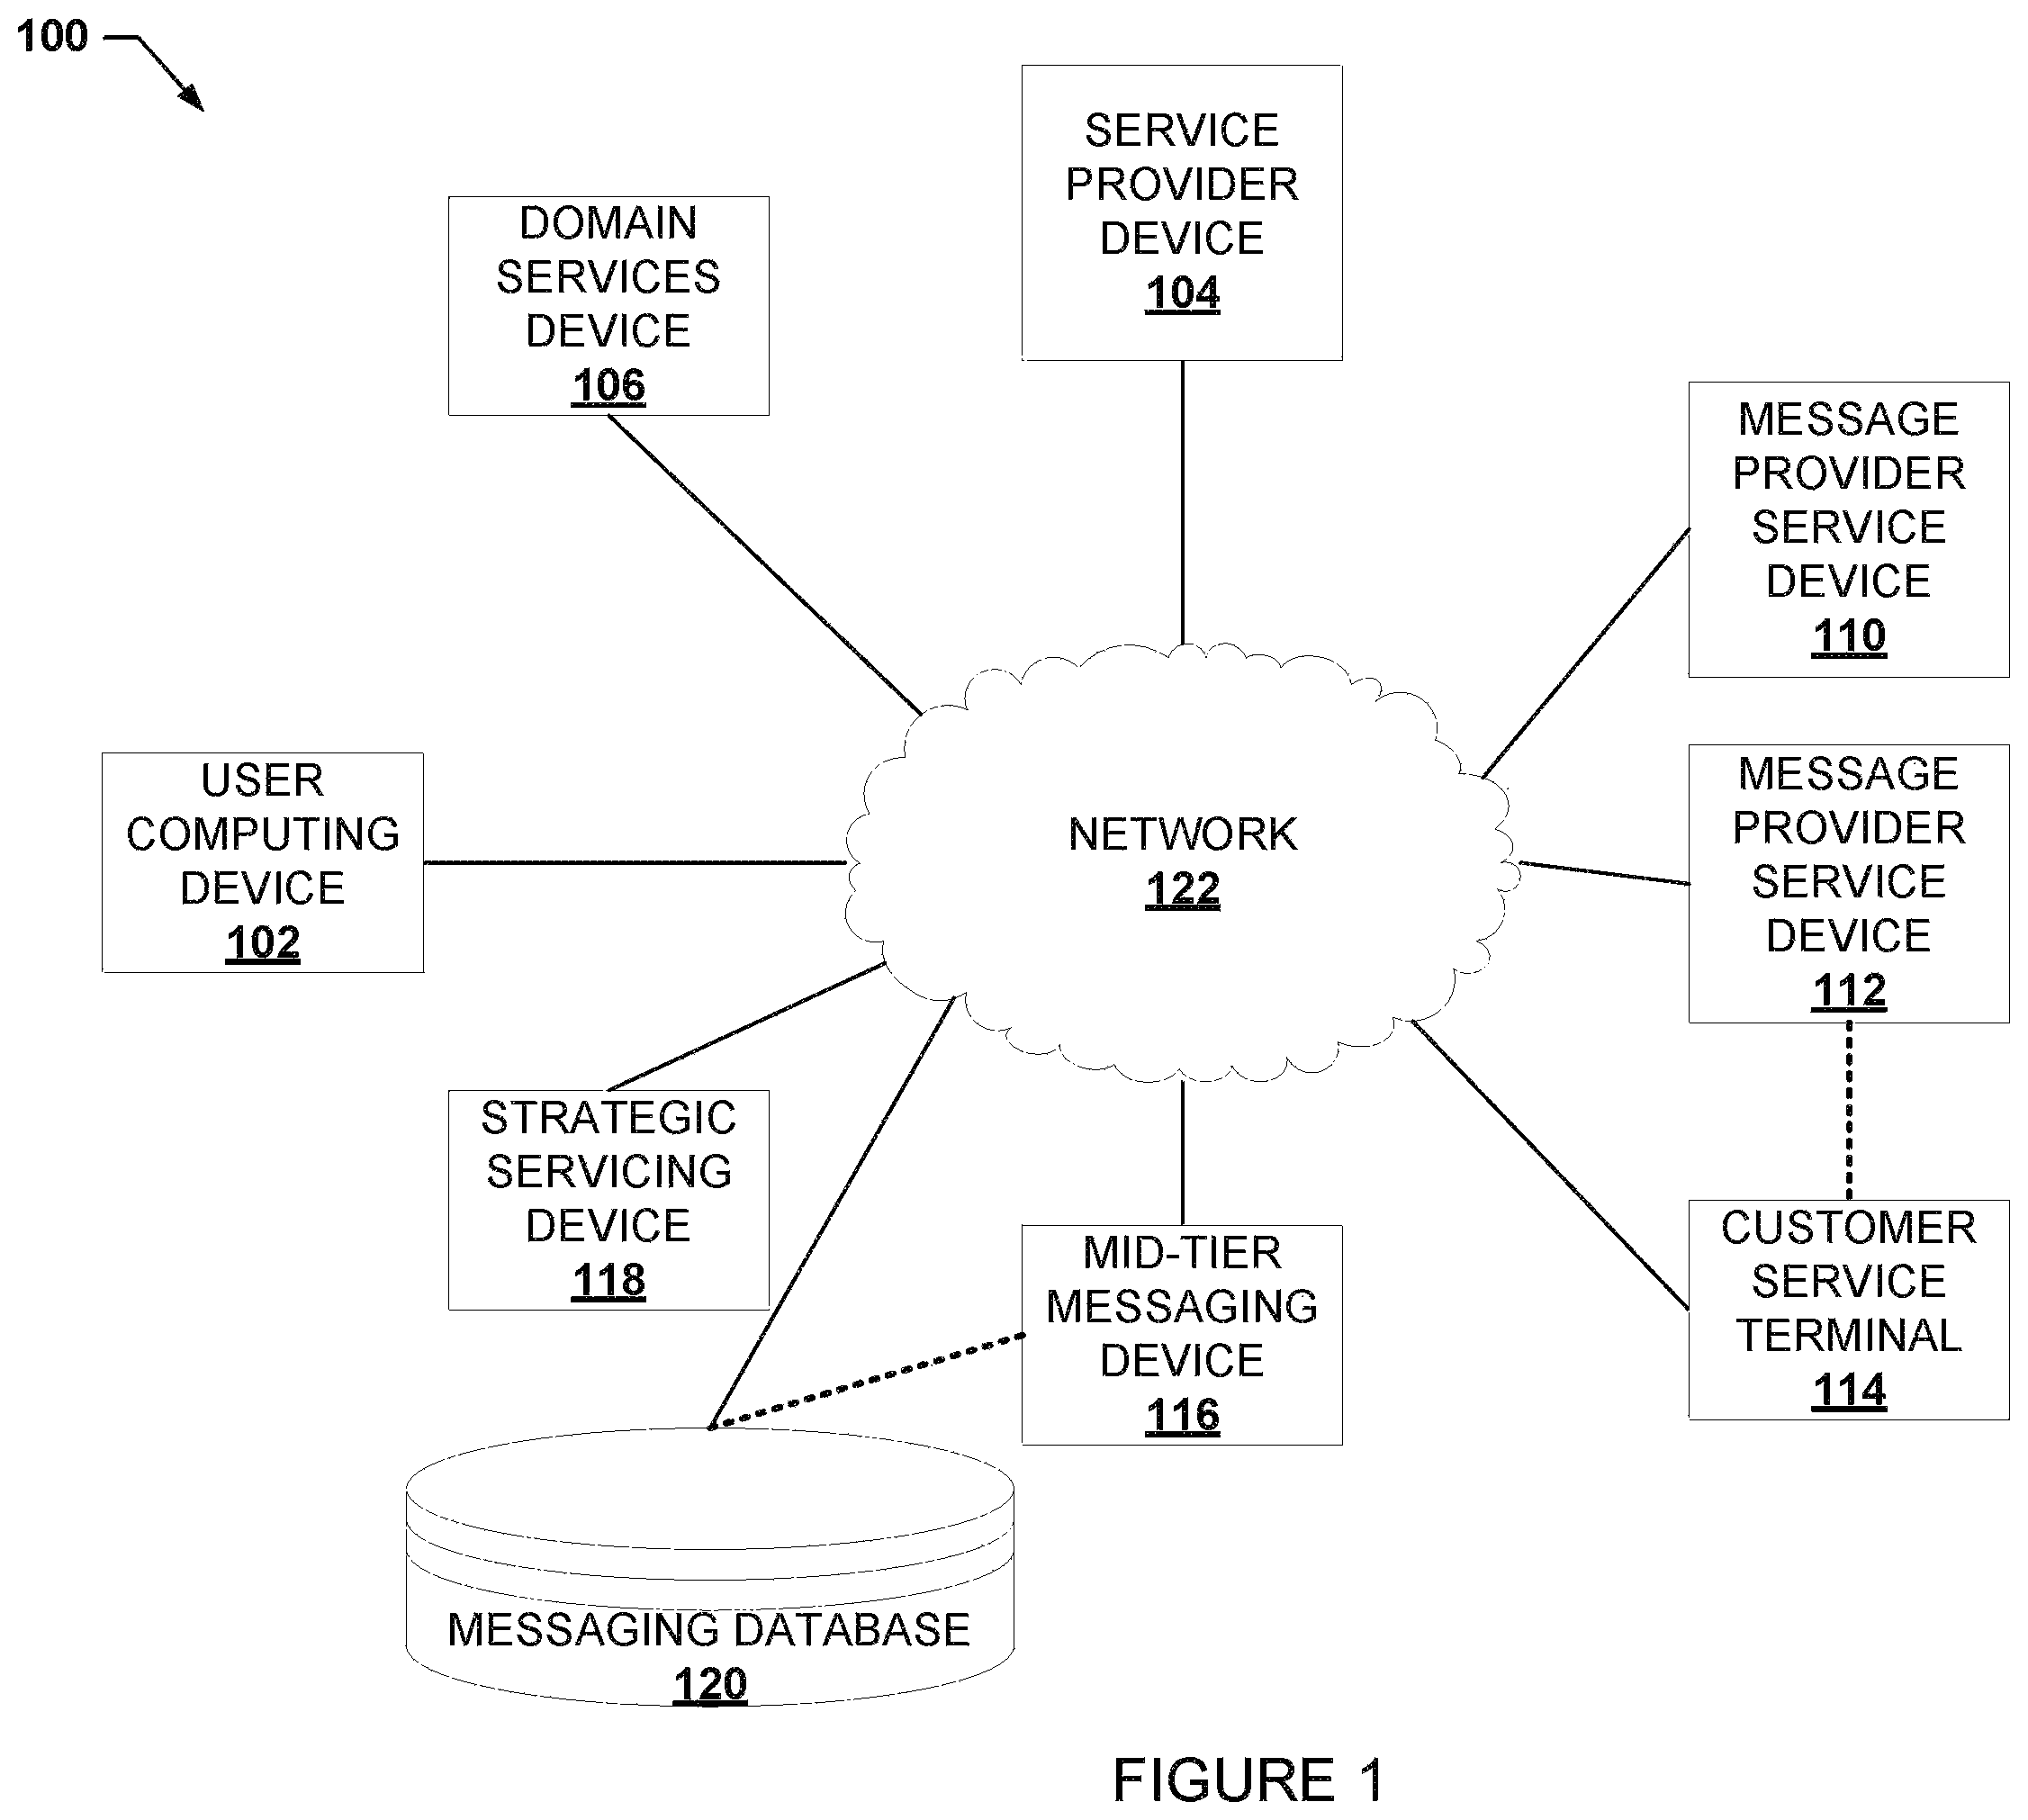 100
SERVICE
PROVIDER
DEVICE
104
DOMAIN
SERVICES
DEVICE
106
MESSAGE
PROVIDER
SERVICE
DEVICE
110
USER
COMPUTING
DEVICE
102
NETWORK
122
MESSAGE
PROVIDER
SERVICE
DEVICE
112
STRATEGIC
SERVICING
DEVICE
118
MID-TIER
MESSAGING
DEVICE
116
CUSTOMER
SERVICE
TERMINAL
114
MESSAGING DATABASE
120
FIGURE 1